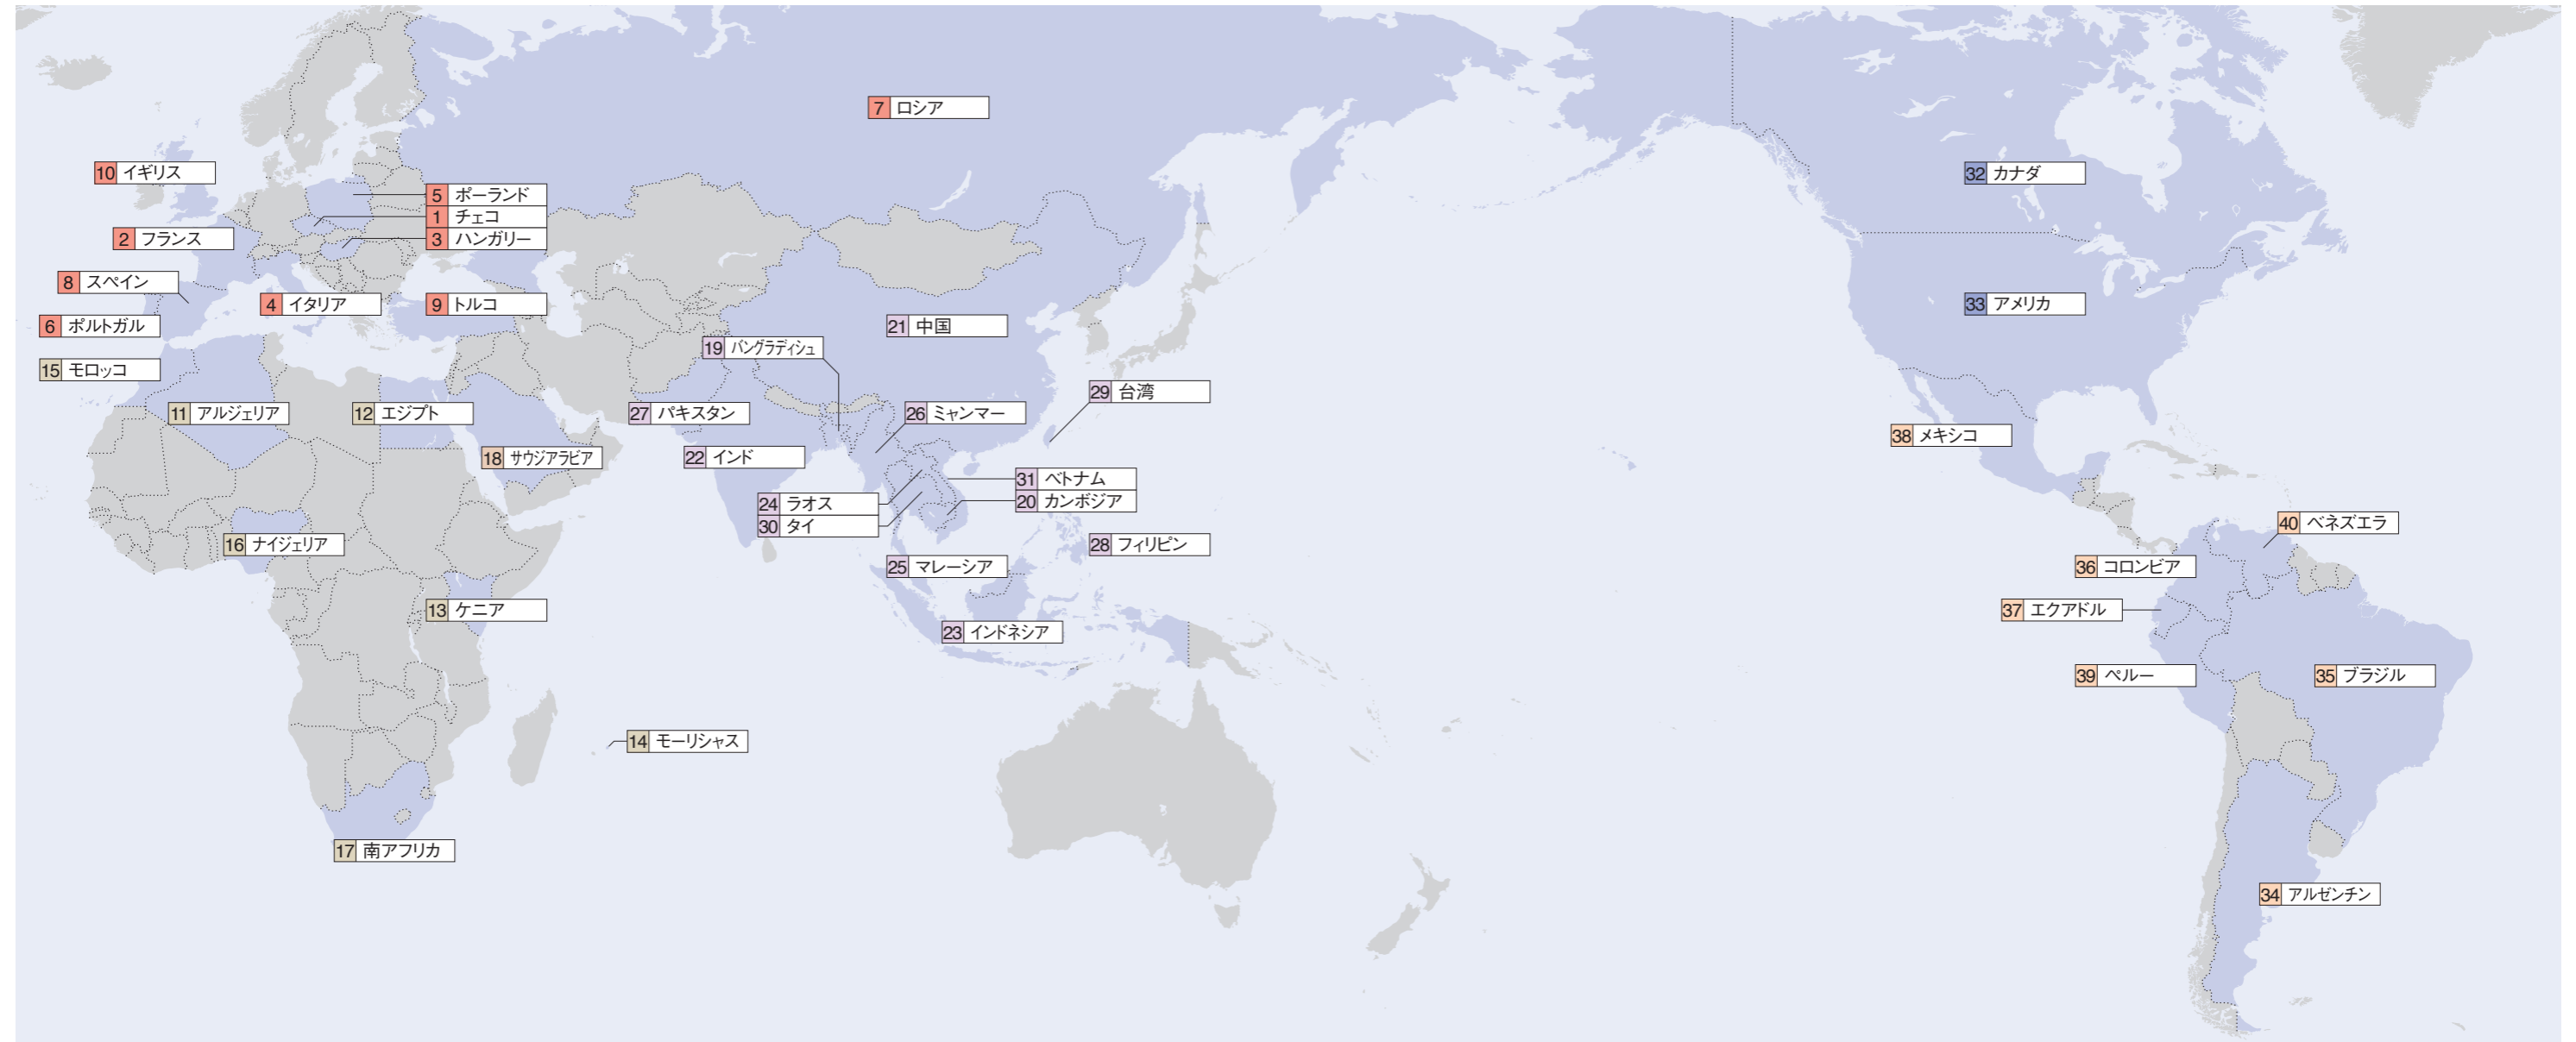 7 ロシア
10 イギリス
32 カナダ
5 ポーランド
1 チェコ
3 ハンガリー
2 フランス
8 スペイン
4 イタリア
9 トルコ
33 アメリカ
6 ポルトガル
21 中国
19 バングラディシュ
15 モロッコ
29 台湾
11 アルジェリア
12 エジプト
27 パキスタン
26 ミャンマー
38 メキシコ
18 サウジアラビア
22 インド
31 ベトナム
20 カンボジア
24 ラオス
30 タイ
40 ベネズエラ
16 ナイジェリア
28 フィリピン
25 マレーシア
36 コロンビア
13 ケニア
37 エクアドル
23 インドネシア
39 ペルー
35 ブラジル
14 モーリシャス
17 南アフリカ
34 アルゼンチン